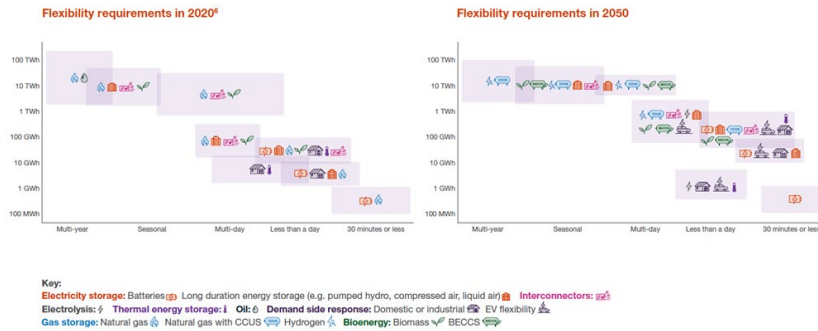 Flexibility requirements in 2020⁶
Flexibility requirements in 2050
100 TWh
10 TWh
1 TWh
100 GWh
10 GWh
1 GWh
100 MWh
Multi-year Seasonal Multi-day Less than a day 30 minutes or less
100 TWh
10 TWh
1 TWh
100 GWh
10 GWh
1 GWh
100 MWh
Multi-year Seasonal Multi-day Less than a day 30 minutes or less
Key:
Electricity storage: Batteries Long duration energy storage (e.g. pumped hydro, compressed air, liquid air) Interconnectors:
Electrolysis: Thermal energy storage: Oil: Demand side response: Domestic or industrial EV flexibility
Gas storage: Natural gas Natural gas with CCUS Hydrogen Bioenergy: Biomass BECCS